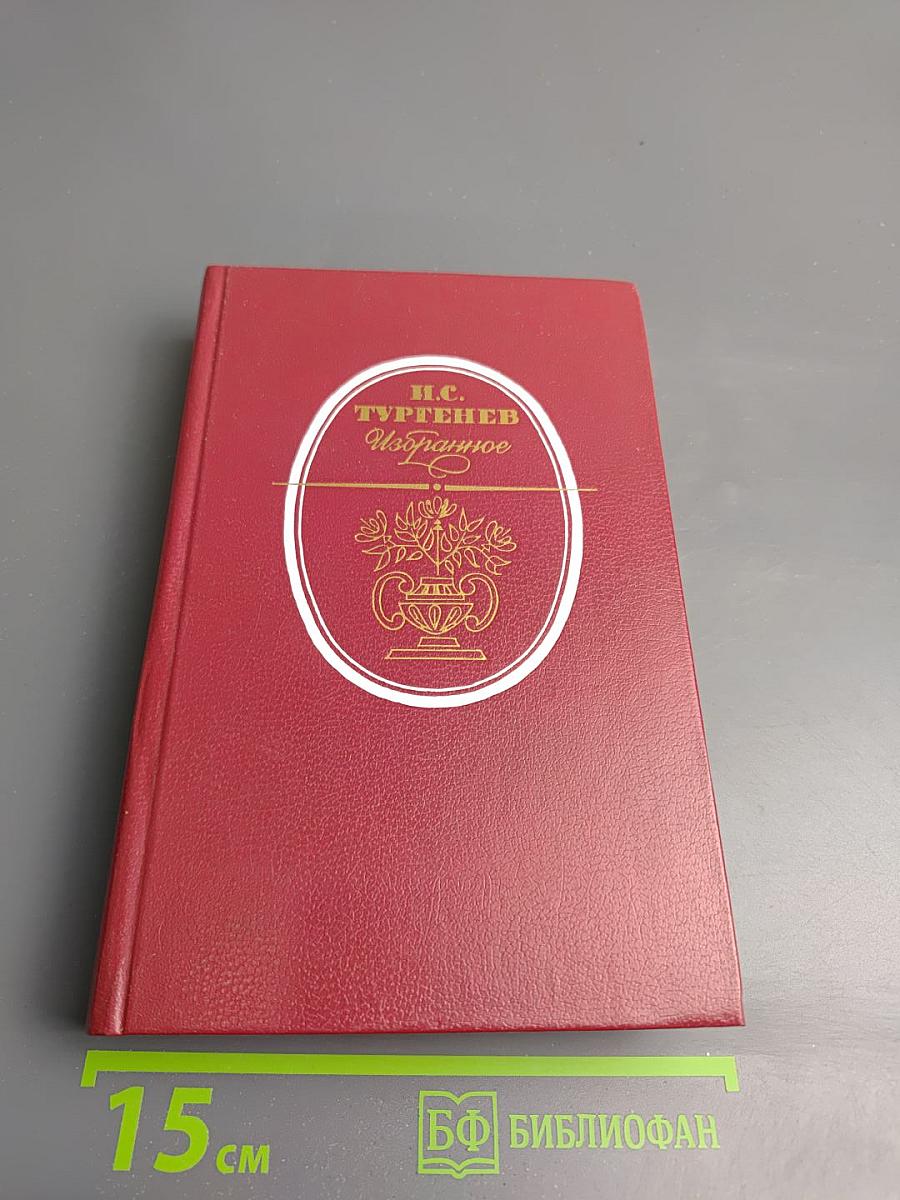 И.С.
ТУРГЕНЕВ
Избранное
15 см
БФ БИБЛИОФАН